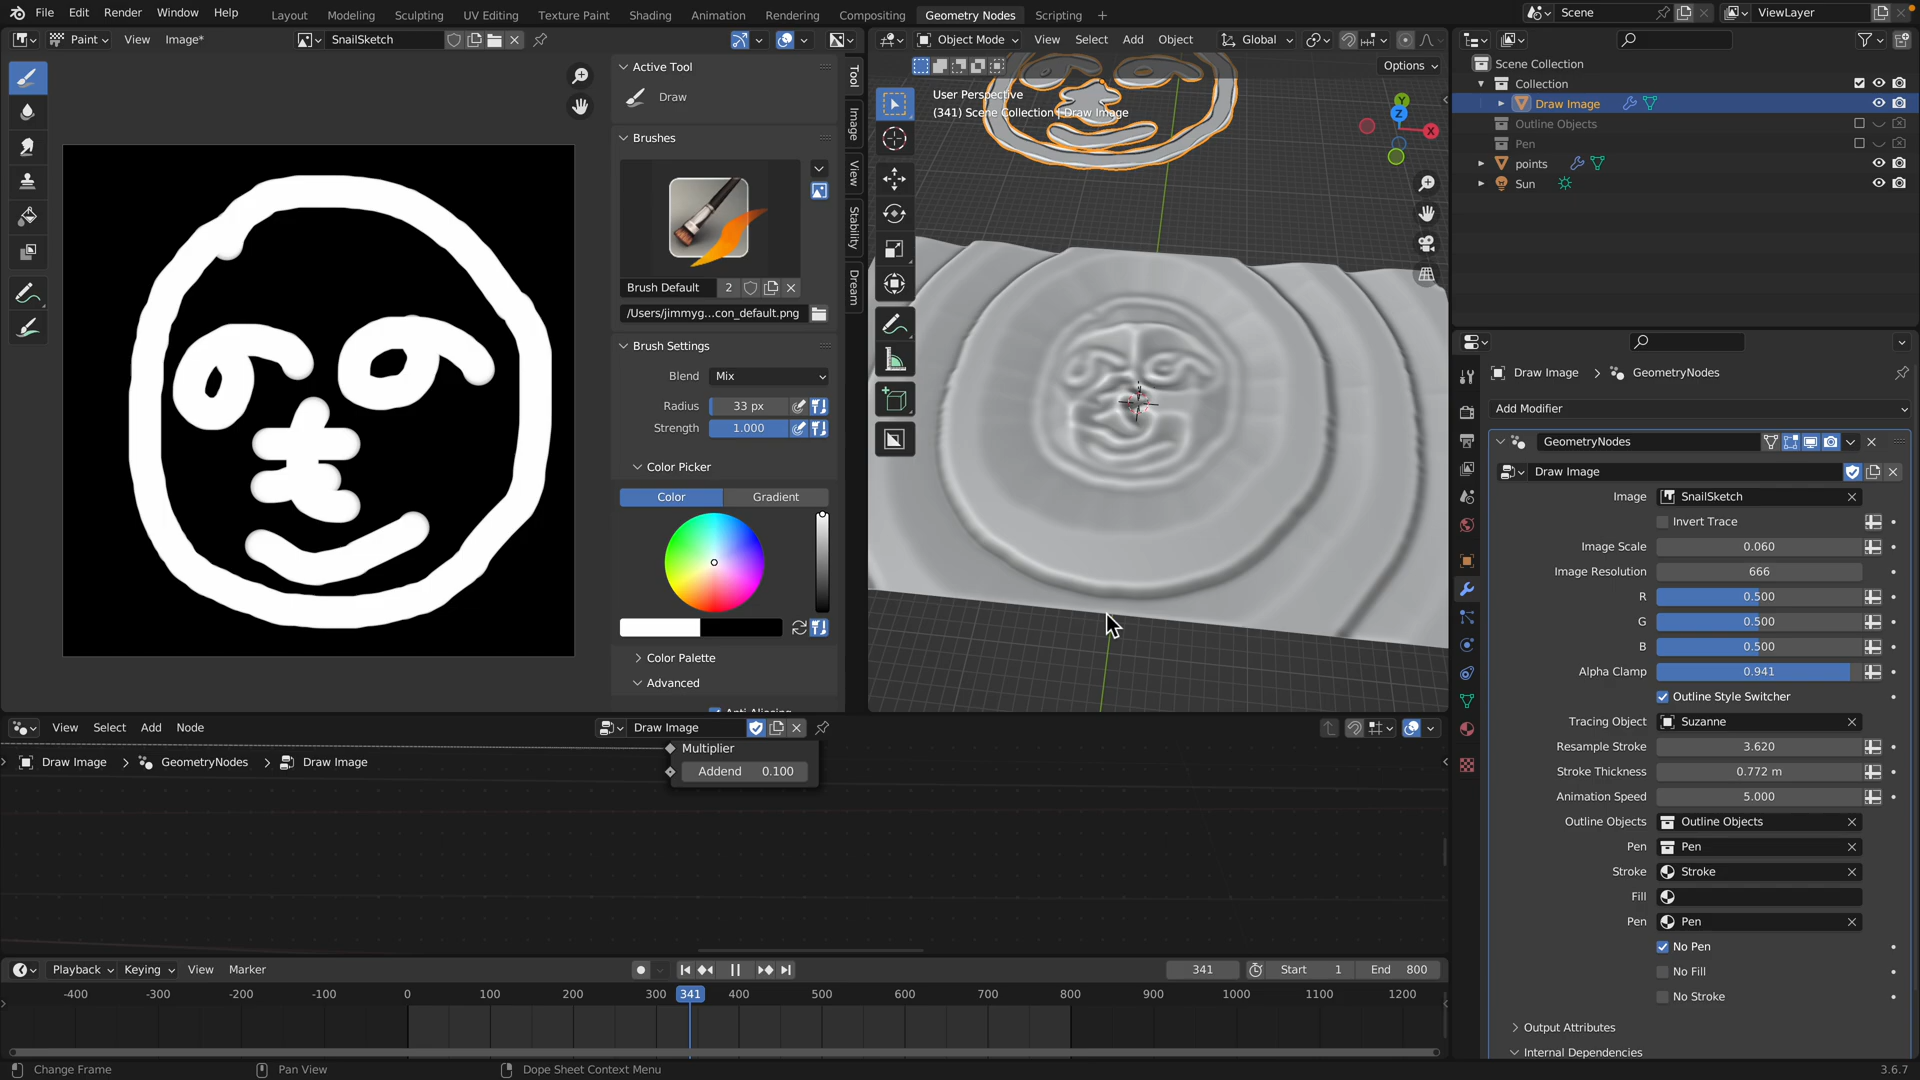 File Edit Render Window Help
Layout Modeling Sculpting UV Editing Texture Paint Shading Animation Rendering Compositing Geometry Nodes Scripting +
Scene ViewLayer
Paint View Image* SnailSketch
Object Mode View Select Add Object Global
Options
User Perspective
(341) Scene Collection | Draw Image
Y
Z
X
Active Tool
Draw
Brushes
Brush Default 2
/Users/jimmyg...con_default.png
Brush Settings
Blend Mix
Radius 33 px
Strength 1.000
Color Picker
Color Gradient
Color Palette
Advanced
Anti-Aliasing
Tool
Image
View
Stability
Dream
Scene Collection
Collection
Draw Image
Outline Objects
Pen
points
Sun
Draw Image > GeometryNodes
Add Modifier
GeometryNodes
Draw Image
Image SnailSketch
Invert Trace
Image Scale 0.060
Image Resolution 666
R 0.500
G 0.500
B 0.500
Alpha Clamp 0.941
Outline Style Switcher
Tracing Object Suzanne
Resample Stroke 3.620
Stroke Thickness 0.772 m
Animation Speed 5.000
Outline Objects Outline Objects
Pen Pen
Stroke Stroke
Fill
Pen Pen
No Pen
No Fill
No Stroke
Output Attributes
Internal Dependencies
View Select Add Node Draw Image
Draw Image > GeometryNodes > Draw Image
Multiplier
Addend 0.100
Playback Keying View Marker 341 Start 1 End 800
-400 -300 -200 -100 0 100 200 300 341 400 500 600 700 800 900 1000 1100 1200
Change Frame Pan View Dope Sheet Context Menu 3.6.7